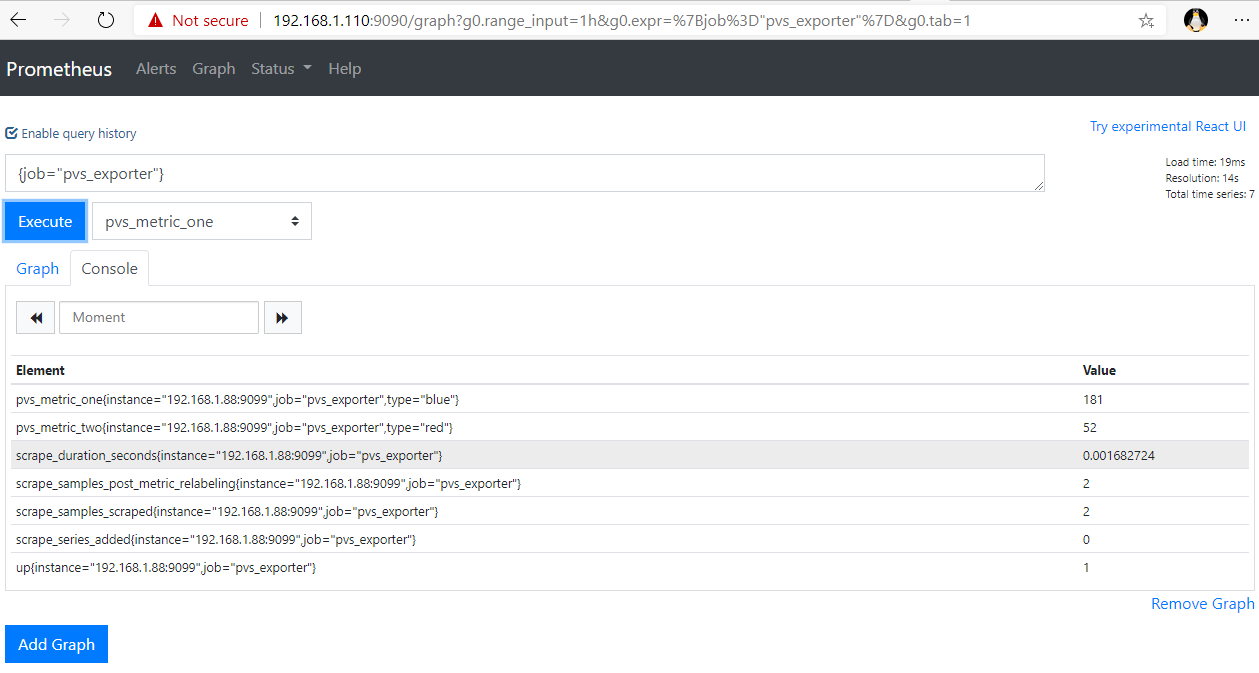 Not secure | 192.168.1.110:9090/graph?g0.range_input=1h&g0.expr=%7Bjob%3D"pvs_exporter"%7D&g0.tab=1
Prometheus Alerts Graph Status Help
Enable query history
Try experimental React UI
{job="pvs_exporter"}
Load time: 19ms
Resolution: 14s
Total time series: 7
Execute pvs_metric_one
Graph Console
Moment
Element Value
pvs_metric_one{instance="192.168.1.88:9099",job="pvs_exporter",type="blue"} 181
pvs_metric_two{instance="192.168.1.88:9099",job="pvs_exporter",type="red"} 52
scrape_duration_seconds{instance="192.168.1.88:9099",job="pvs_exporter"} 0.001682724
scrape_samples_post_metric_relabeling{instance="192.168.1.88:9099",job="pvs_exporter"} 2
scrape_samples_scraped{instance="192.168.1.88:9099",job="pvs_exporter"} 2
scrape_series_added{instance="192.168.1.88:9099",job="pvs_exporter"} 0
up{instance="192.168.1.88:9099",job="pvs_exporter"} 1
Remove Graph
Add Graph